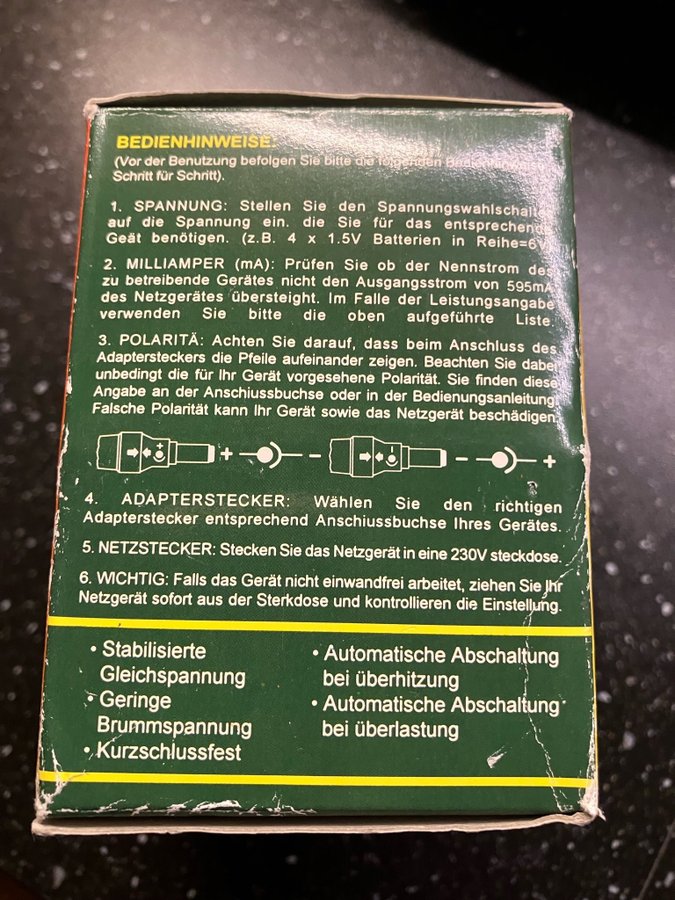 BEDIENHINWEISE:
(Vor der Benutzung befolgen Sie bitte die folgenden
Schritt für Schritt).
1. SPANNUNG: Stellen Sie den Spannungswahlschalte
auf die Spannung ein. die Sie für das entsprechend
Gerät benötigen. (z.B. 4 x 1.5V Batterien in Reihe=6V
2. MILLIAMPER (mA): Prüfen Sie ob der Nennstrom des
zu betreibende Gerätes nicht den Ausgangsstrom von 595mA
des Netzgerätes übersteight. Im Falle der Leistungsangabe
verwenden Sie bitte die oben aufgeführte Liste.
3. POLARITÄ: Achten Sie darauf, dass beim Anschluss des
Adaptersteckers die Pfeile aufeinander zeigen. Beachten Sie dabei
unbedingt die für Ihr Gerät vorgesehene Polarität. Sie finden diese
Angabe an der Anschiussbuchse oder in der Bedienungsanleitung.
Falsche Polarität kann Ihr Gerät sowie das Netzgerät beschädigen.
+ + - + - - +
4. ADAPTERSTECKER: Wählen Sie den richtigen
Adapterstecker entsprechend Anschiussbuchse Ihres Gerätes.
5. NETZSTECKER: Stecken Sie das Netzgerät in eine 230V steckdose.
6. WICHTIG: Falls das Gerät nicht einwandfrei arbeitet, ziehen Sie Ihr
Netzgerät sofort aus der Sterkdose und kontrollieren die Einstellung.
• Stabilisierte
Gleichspannung
• Geringe
Brummspannung
• Kurzschlussfest
• Automatische Abschaltung
bei überhitzung
• Automatische Abschaltung
bei überlastung